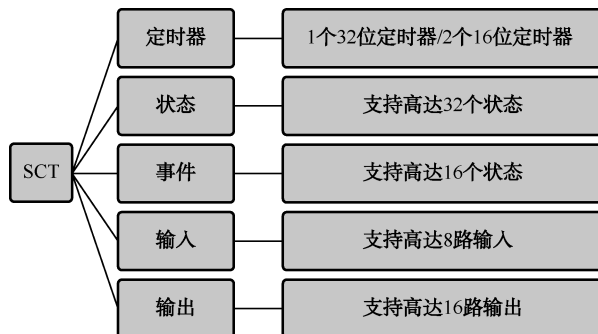 定时器
1个32位定时器/2个16位定时器
状态
支持高达32个状态
SCT
事件
支持高达16个状态
输入
支持高达8路输入
输出
支持高达16路输出